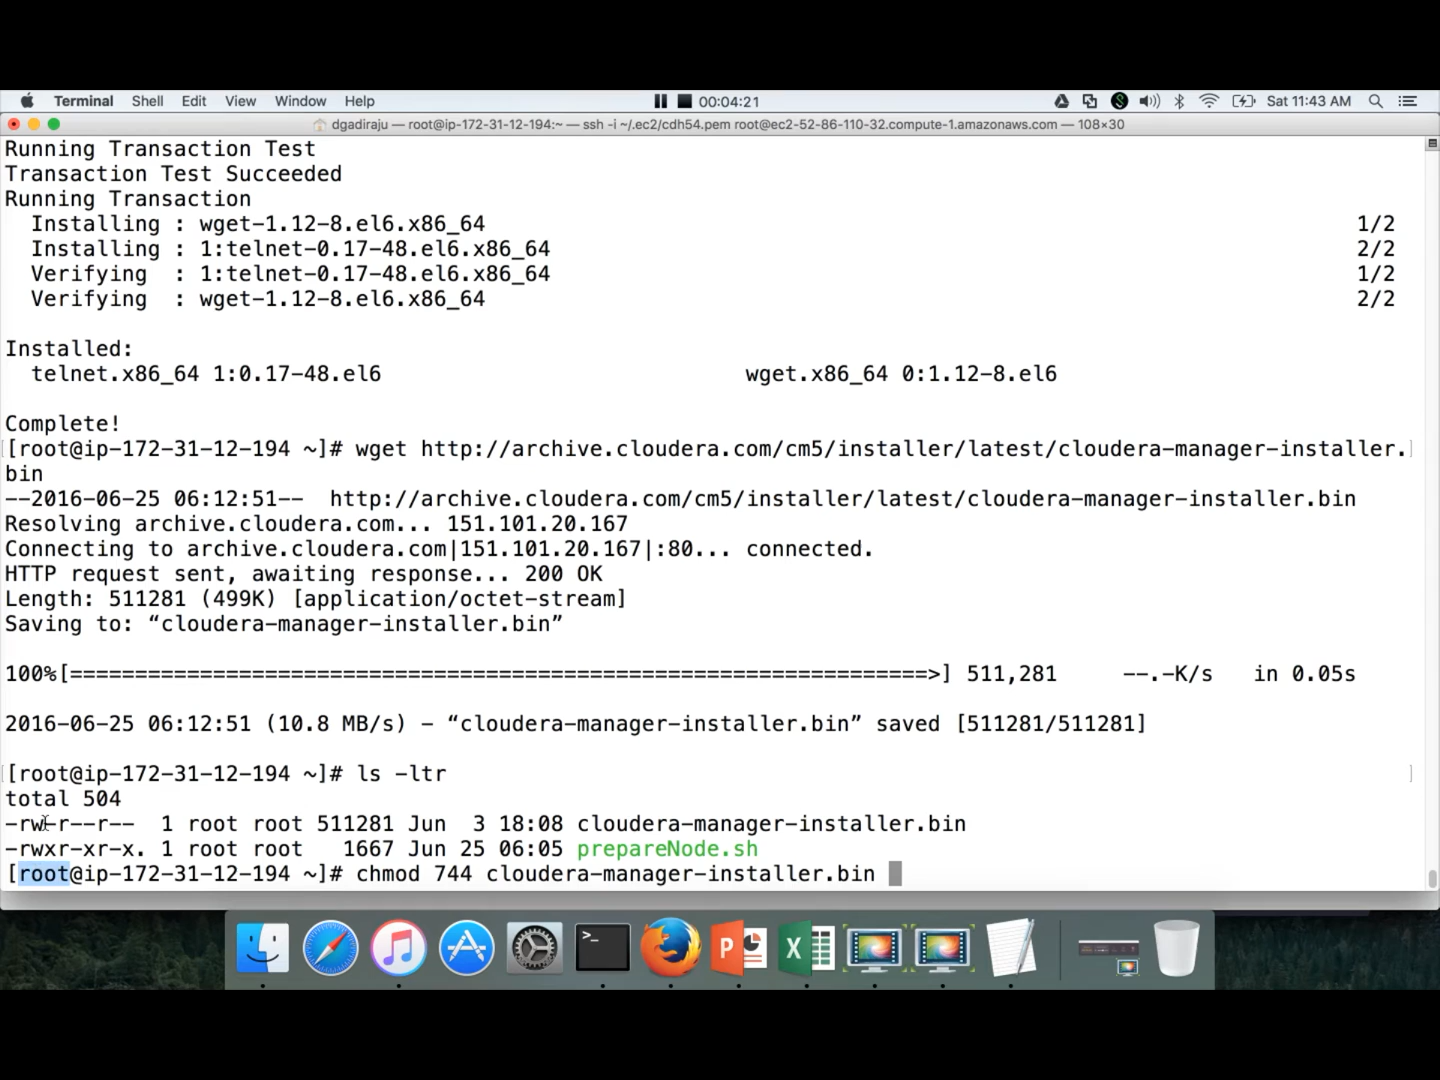 Terminal Shell Edit View Window Help 00:04:21 Sat 11:43 AM
dgadiraju — root@ip-172-31-12-194:~ — ssh -i ~/.ec2/cdh54.pem root@ec2-52-86-110-32.compute-1.amazonaws.com — 108×30
Running Transaction Test
Transaction Test Succeeded
Running Transaction
Installing : wget-1.12-8.el6.x86_64 1/2
Installing : 1:telnet-0.17-48.el6.x86_64 2/2
Verifying : 1:telnet-0.17-48.el6.x86_64 1/2
Verifying : wget-1.12-8.el6.x86_64 2/2
Installed:
telnet.x86_64 1:0.17-48.el6 wget.x86_64 0:1.12-8.el6
Complete!
[root@ip-172-31-12-194 ~]# wget http://archive.cloudera.com/cm5/installer/latest/cloudera-manager-installer.]
bin
--2016-06-25 06:12:51-- http://archive.cloudera.com/cm5/installer/latest/cloudera-manager-installer.bin
Resolving archive.cloudera.com... 151.101.20.167
Connecting to archive.cloudera.com|151.101.20.167|:80... connected.
HTTP request sent, awaiting response... 200 OK
Length: 511281 (499K) [application/octet-stream]
Saving to: “cloudera-manager-installer.bin”
100%[==================================================================>] 511,281 --.-K/s in 0.05s
2016-06-25 06:12:51 (10.8 MB/s) - “cloudera-manager-installer.bin” saved [511281/511281]
[root@ip-172-31-12-194 ~]# ls -ltr ]
total 504
-rw-r--r-- 1 root root 511281 Jun 3 18:08 cloudera-manager-installer.bin
-rwxr-xr-x. 1 root root 1667 Jun 25 06:05 prepareNode.sh
[root@ip-172-31-12-194 ~]# chmod 744 cloudera-manager-installer.bin